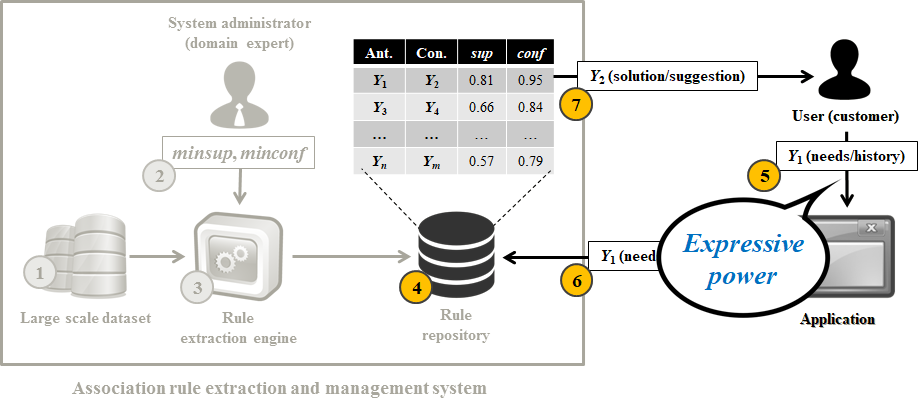 System administrator
(domain expert)
Ant. Con. sup conf
Y1 Y2 0.81 0.95
Y3 Y4 0.66 0.84
... ... ... ...
Yn Ym 0.57 0.79
Y2 (solution/suggestion)
7
User (customer)
2
minsup, minconf
5
Y1 (needs/history)
Expressive
power
1
3
4
Y1 (need
6
Large scale dataset
Rule
extraction engine
Rule
repository
Application
Association rule extraction and management system